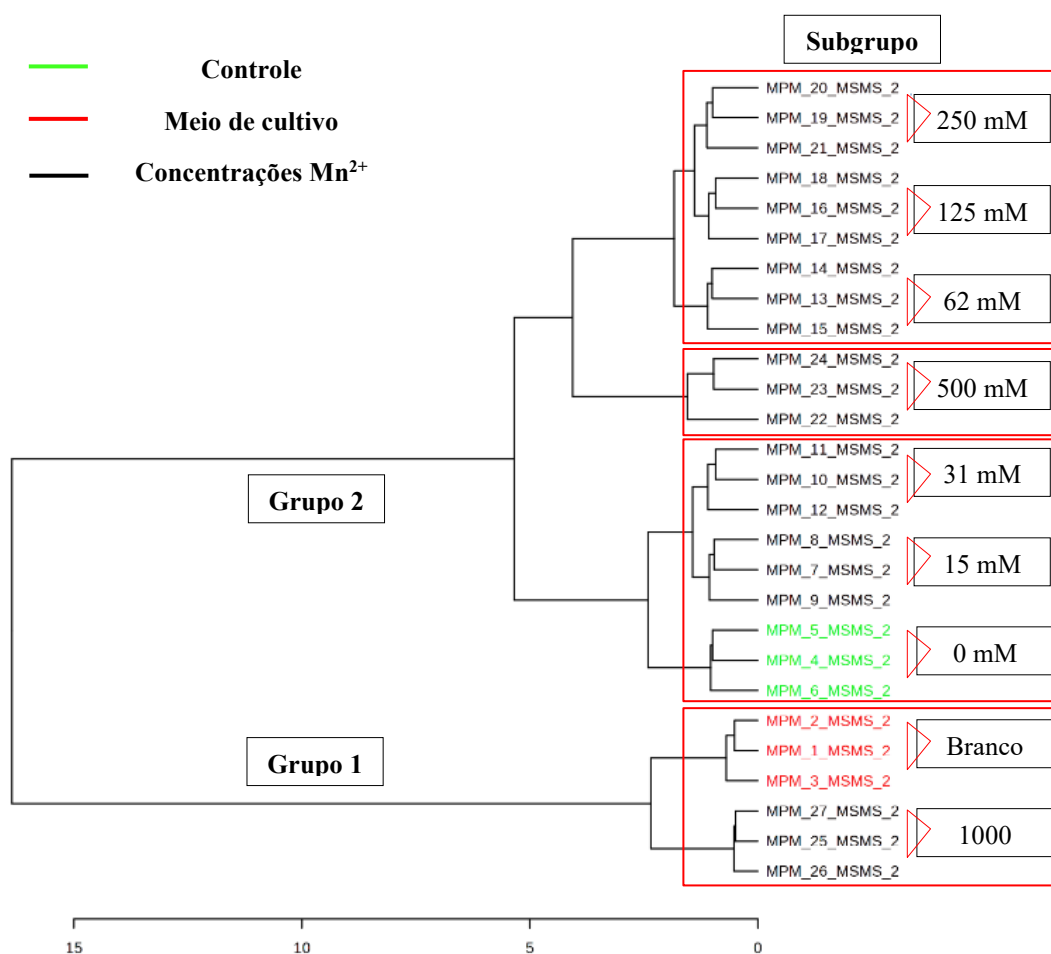 Subgrupo
Controle
Meio de cultivo
Concentrações Mn²⁺
MPM_20_MSMS_2
MPM_19_MSMS_2
MPM_21_MSMS_2
250 mM
MPM_18_MSMS_2
MPM_16_MSMS_2
MPM_17_MSMS_2
125 mM
MPM_14_MSMS_2
MPM_13_MSMS_2
MPM_15_MSMS_2
62 mM
MPM_24_MSMS_2
MPM_23_MSMS_2
MPM_22_MSMS_2
500 mM
MPM_11_MSMS_2
MPM_10_MSMS_2
MPM_12_MSMS_2
31 mM
MPM_8_MSMS_2
MPM_7_MSMS_2
MPM_9_MSMS_2
15 mM
MPM_5_MSMS_2
MPM_4_MSMS_2
MPM_6_MSMS_2
0 mM
MPM_2_MSMS_2
MPM_1_MSMS_2
MPM_3_MSMS_2
Branco
MPM_27_MSMS_2
MPM_25_MSMS_2
MPM_26_MSMS_2
1000
Grupo 2
Grupo 1
15 10 5 0